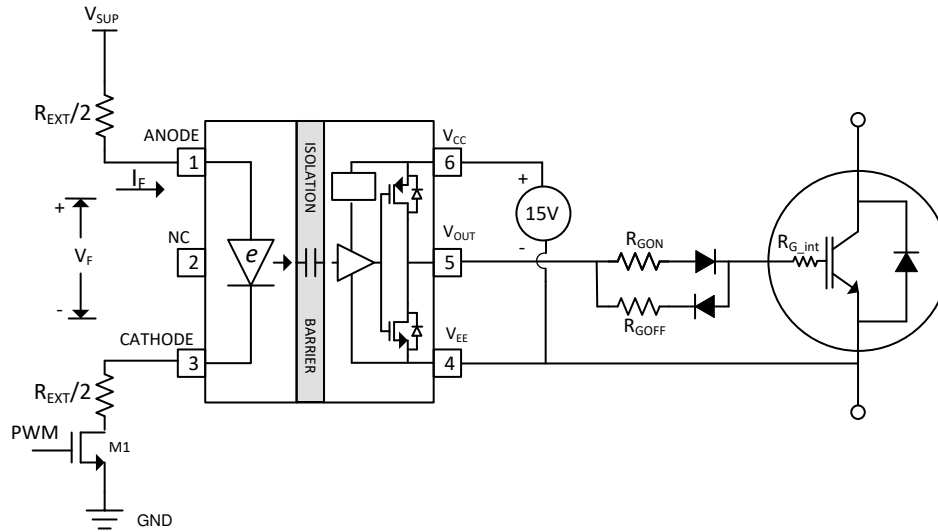 VSUP
REXT/2
ANODE
1
IF
+
VF
-
NC
2
CATHODE
3
REXT/2
PWM
M1
GND
e
ISOLATION
BARRIER
VCC
6
VOUT
5
VEE
4
+
15V
-
RGON
RGOFF
RG_int